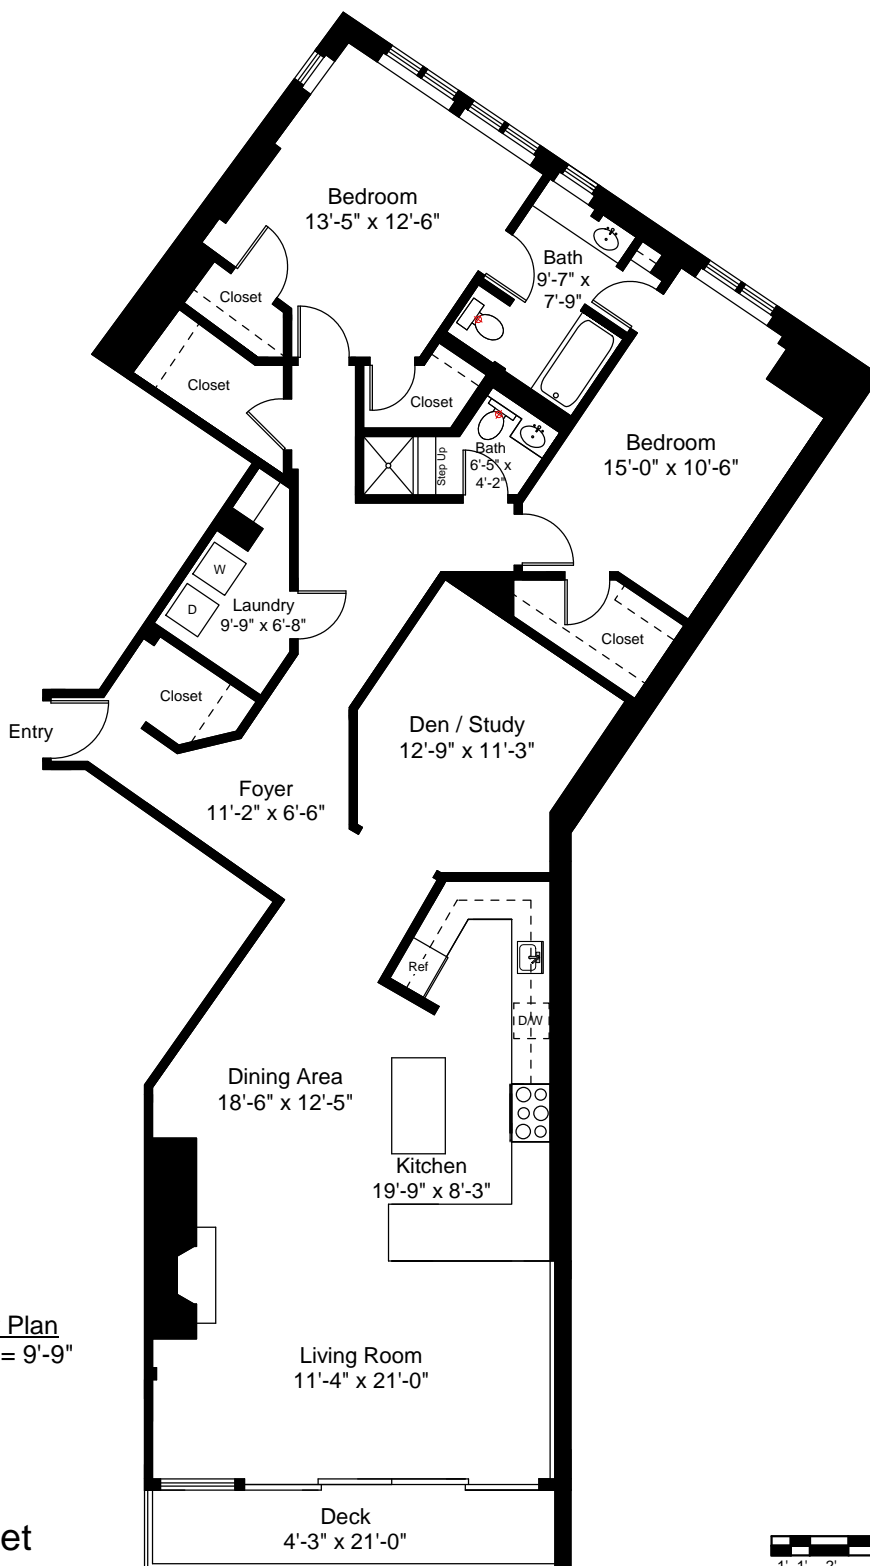 Bedroom
13'-5" x 12'-6"
Bath
9'-7" x
7'-9"
Closet
Closet
Closet
Bath
6'-5" x
4'-2"
Step Up
Bedroom
15'-0" x 10'-6"
W
D
Laundry
9'-9" x 6'-8"
Closet
Closet
Entry
Den / Study
12'-9" x 11'-3"
Foyer
11'-2" x 6'-6"
Ref
D/W
Dining Area
18'-6" x 12'-5"
Kitchen
19'-9" x 8'-3"
Plan
= 9'-9"
Living Room
11'-4" x 21'-0"
Deck
4'-3" x 21'-0"
et
1' 1' 2'